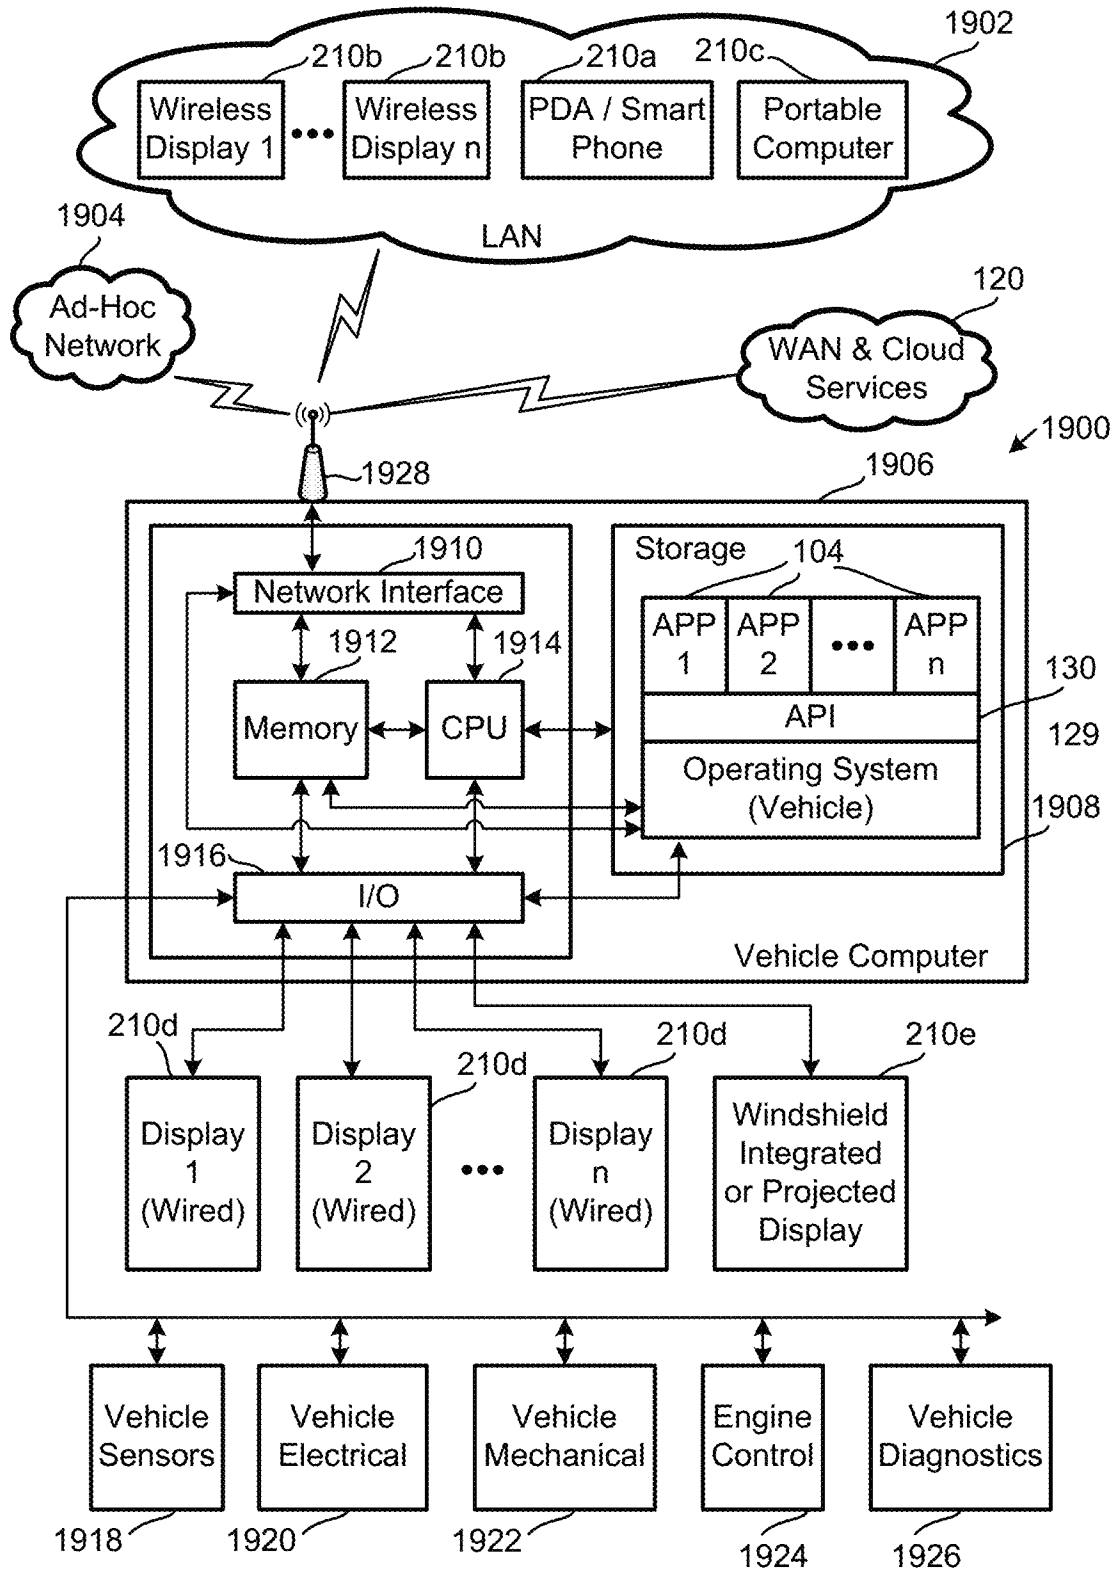 1902
210b
210b
210a
210c
Wireless
Display 1
Wireless
Display n
PDA / Smart
Phone
Portable
Computer
LAN
1904
Ad-Hoc
Network
120
WAN & Cloud
Services
1900
1928
1906
1910
Network Interface
1912
1914
Memory
CPU
Storage
104
APP
1
APP
2
APP
n
130
API
129
Operating System
(Vehicle)
1908
1916
I/O
Vehicle Computer
210d
210d
210d
210e
Display
1
(Wired)
Display
2
(Wired)
Display
n
(Wired)
Windshield
Integrated
or Projected
Display
Vehicle
Sensors
Vehicle
Electrical
Vehicle
Mechanical
Engine
Control
Vehicle
Diagnostics
1918
1920
1922
1924
1926